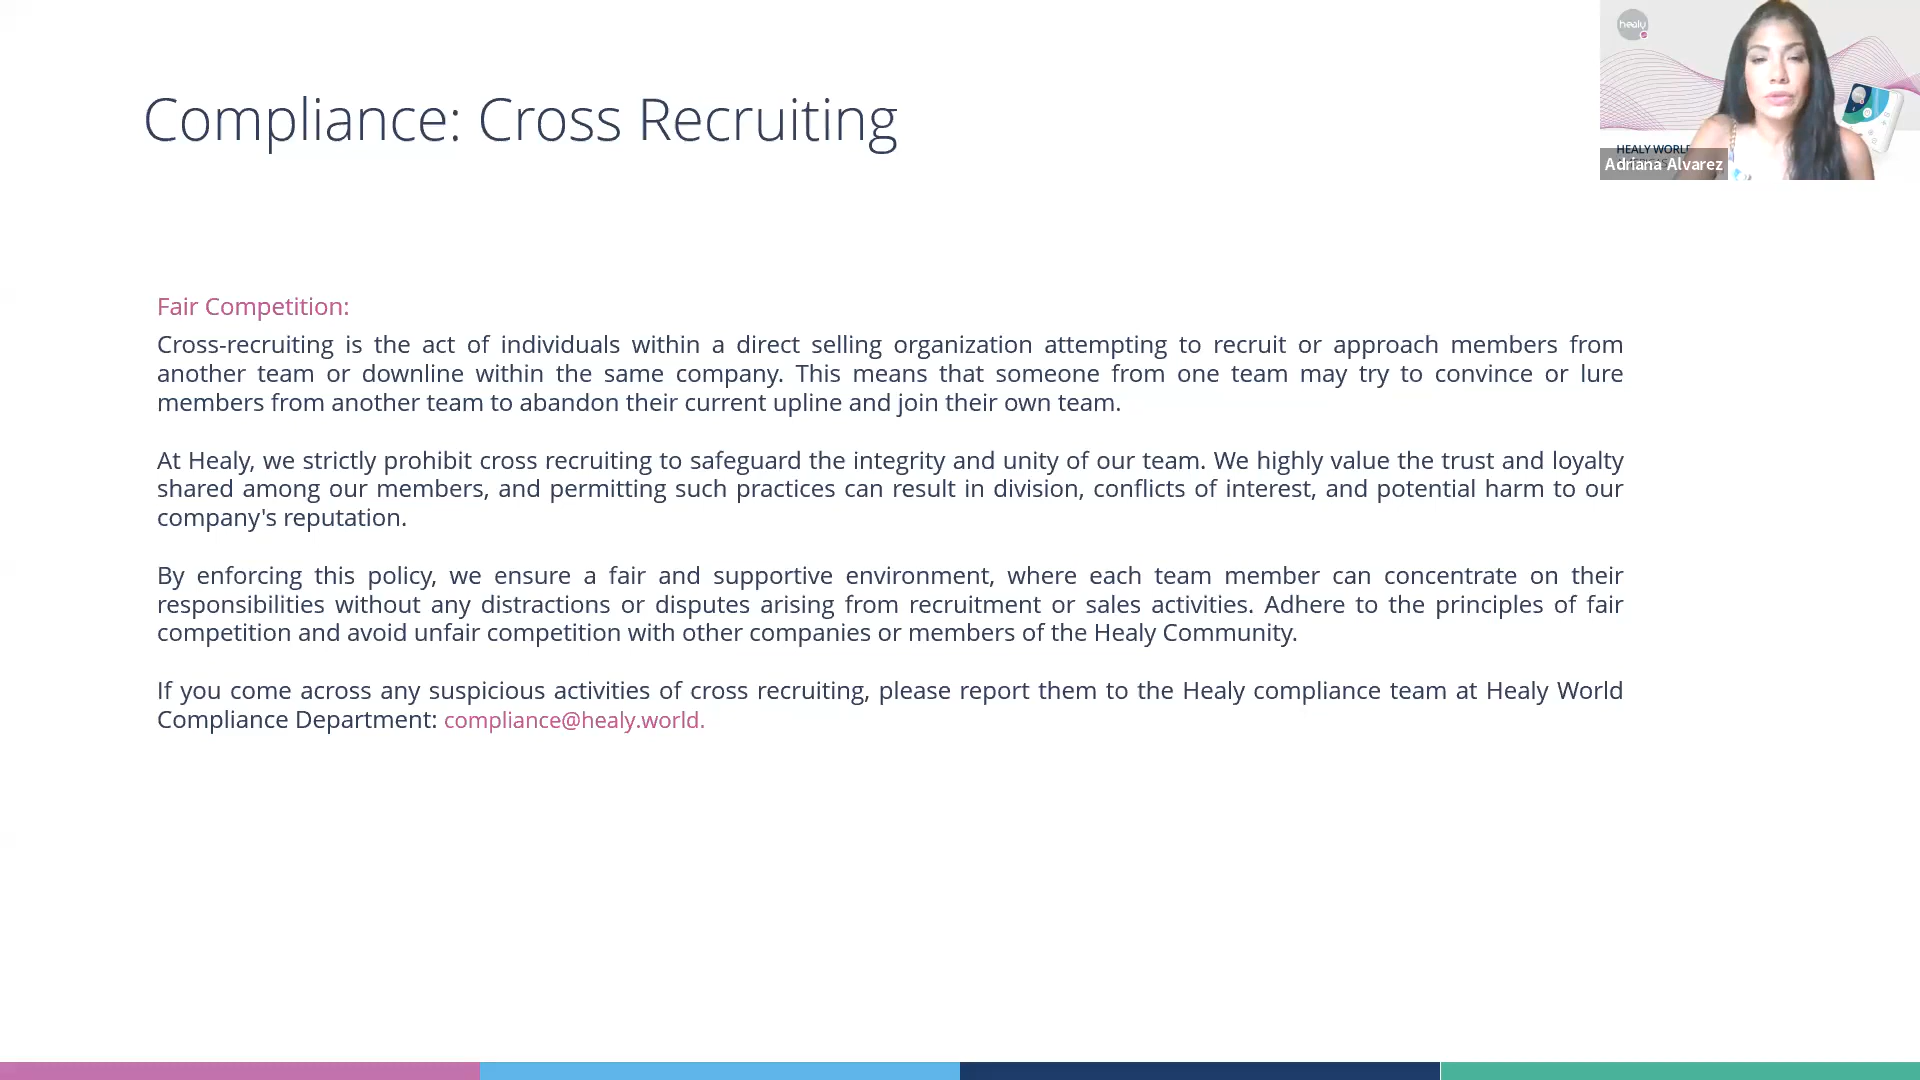 healy
HEALY WORL
Adriana Alvarez
Compliance: Cross Recruiting
Fair Competition:
Cross-recruiting is the act of individuals within a direct selling organization attempting to recruit or approach members from
another team or downline within the same company. This means that someone from one team may try to convince or lure
members from another team to abandon their current upline and join their own team.
At Healy, we strictly prohibit cross recruiting to safeguard the integrity and unity of our team. We highly value the trust and loyalty
shared among our members, and permitting such practices can result in division, conflicts of interest, and potential harm to our
company's reputation.
By enforcing this policy, we ensure a fair and supportive environment, where each team member can concentrate on their
responsibilities without any distractions or disputes arising from recruitment or sales activities. Adhere to the principles of fair
competition and avoid unfair competition with other companies or members of the Healy Community.
If you come across any suspicious activities of cross recruiting, please report them to the Healy compliance team at Healy World
Compliance Department: compliance@healy.world.